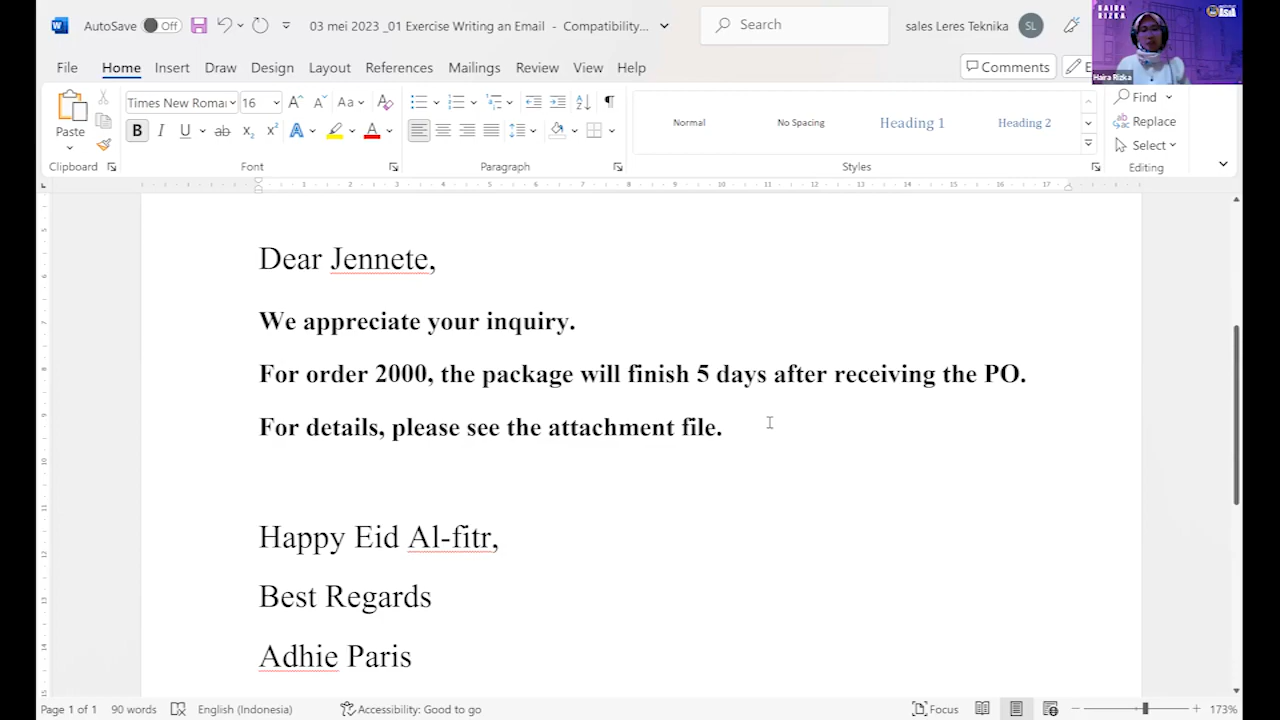 AutoSave Off 03 mei 2023 _01 Exercise Writing an Email - Compatibility... Search sales Leres Teknika SL
HAIRA RIZKA
Haira Rizka
File Home Insert Draw Design Layout References Mailings Review View Help Comments
Paste
Clipboard
Times New Roman 16
Font
Paragraph
Normal No Spacing Heading 1 Heading 2
Styles
Find
Replace
Select
Editing
Dear Jennete,
We appreciate your inquiry.
For order 2000, the package will finish 5 days after receiving the PO.
For details, please see the attachment file.
Happy Eid Al-fitr,
Best Regards
Adhie Paris
Page 1 of 1 90 words English (Indonesia) Accessibility: Good to go Focus 173%